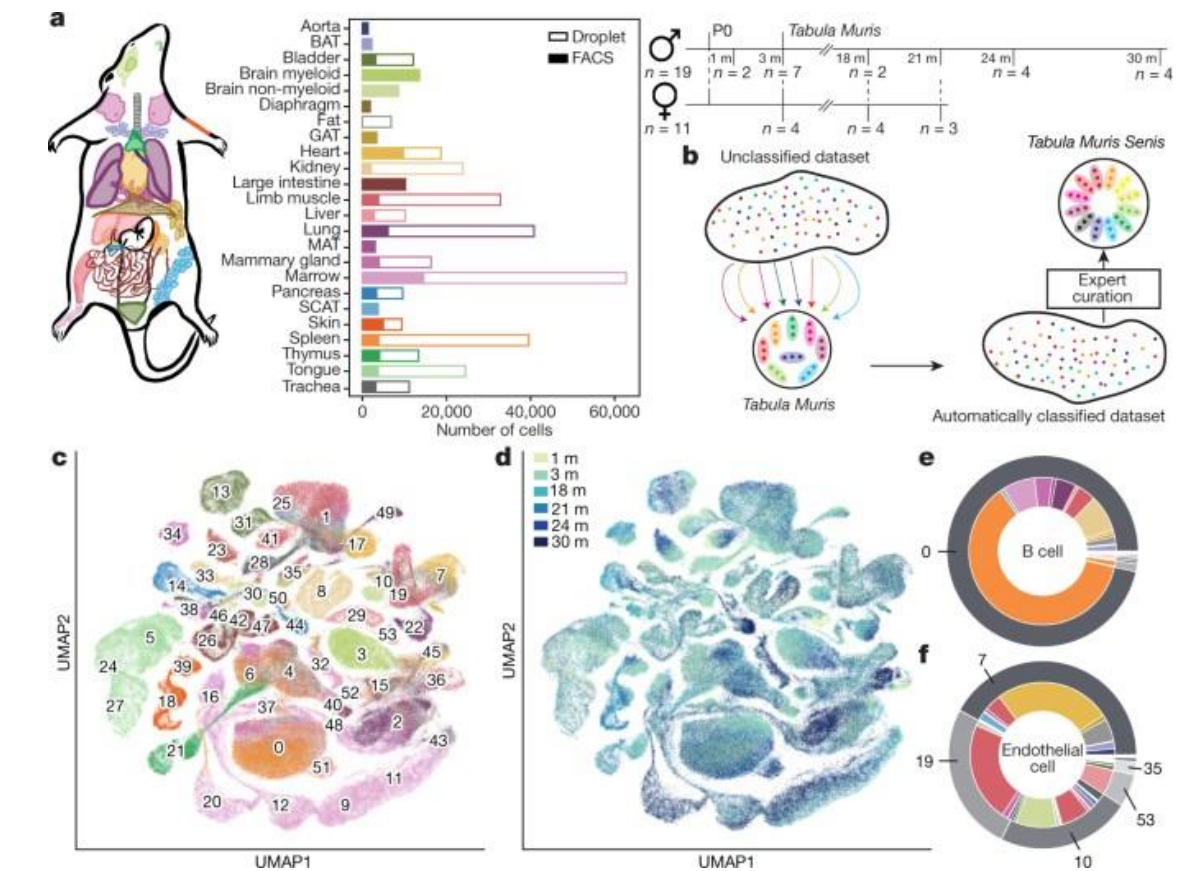 a
Aorta
BAT
Bladder
Brain myeloid
Brain non-myeloid
Diaphragm
Fat
GAT
Heart
Kidney
Large intestine
Limb muscle
Liver
Lung
MAT
Mammary gland
Marrow
Pancreas
SCAT
Skin
Spleen
Thymus
Tongue
Trachea
Droplet
FACS
0 20,000 40,000 60,000
Number of cells
P0 Tabula Muris
♂ 1 m 3 m 18 m 21 m 24 m 30 m
n = 19 n = 2 n = 7 n = 2 n = 4 n = 4
♀
n = 11 n = 4 n = 4 n = 3
b
Unclassified dataset
Tabula Muris
Tabula Muris Senis
Expert
curation
Automatically classified dataset
c
13
25
1
49
31
34
41
17
23
28
35
33
10
7
14
8
19
30
50
38
46
42
47
44
29
22
5
26
53
3
45
24
39
6
4
32
15
36
27
18
16
52
37
40
48
2
21
0
43
51
11
20
12
9
UMAP2
UMAP1
d
1 m
3 m
18 m
21 m
24 m
30 m
UMAP2
UMAP1
e
0
B cell
f
7
19
Endothelial
cell
35
53
10